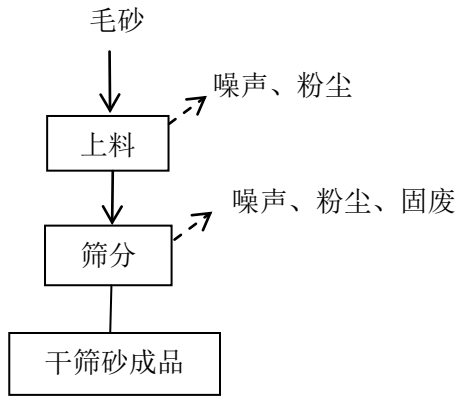 毛砂
噪声、粉尘
上料
噪声、粉尘、固废
筛分
干筛砂成品